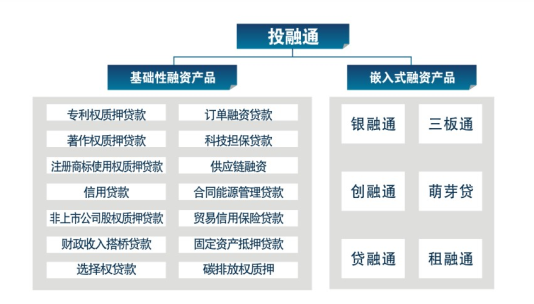 投融通
基础性融资产品
嵌入式融资产品
专利权质押贷款
订单融资贷款
著作权质押贷款
科技担保贷款
注册商标使用权质押贷款
供应链融资
信用贷款
合同能源管理贷款
非上市公司股权质押贷款
贸易信用保险贷款
财政收入搭桥贷款
固定资产抵押贷款
选择权贷款
碳排放权质押
银融通
三板通
创融通
萌芽贷
贷融通
租融通